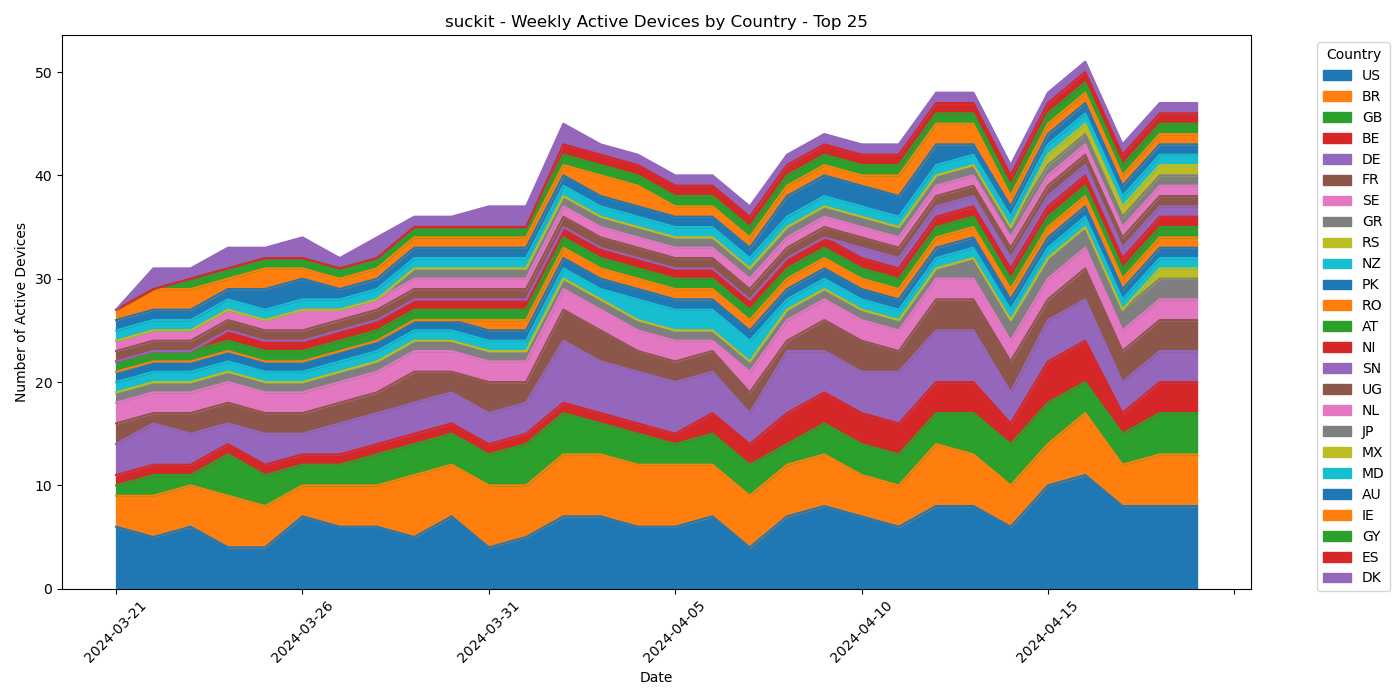 suckit - Weekly Active Devices by Country - Top 25
Number of Active Devices
50
40
30
20
10
0
2024-03-21
2024-03-26
2024-03-31
2024-04-05
2024-04-10
2024-04-15
Date
Country
US
BR
GB
BE
DE
FR
SE
GR
RS
NZ
PK
RO
AT
NI
SN
UG
NL
JP
MX
MD
AU
IE
GY
ES
DK